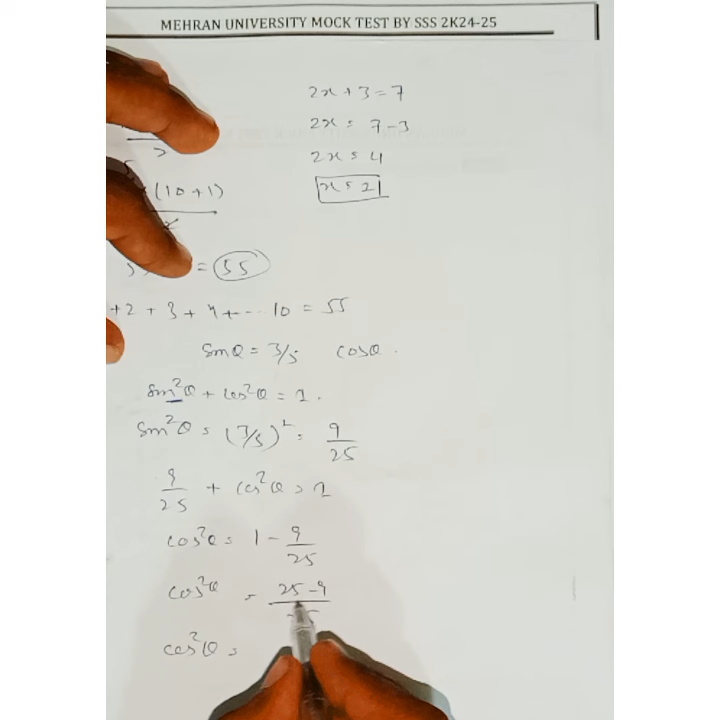 MEHRAN UNIVERSITY MOCK TEST BY SSS 2K24-25
2x + 3 = 7
2x = 7 - 3
2x = 4
x = 2
(10 + 1)
= 55
+ 2 + 3 + 4 + ... 10 = 55
Sinθ = 3/5 cosθ.
Sin²θ + cos²θ = 1.
Sin²θ = (3/5)² = 9/25
9/25 + cos²θ = 1
cos²θ = 1 - 9/25
cos²θ = 25 - 9
cos²θ =